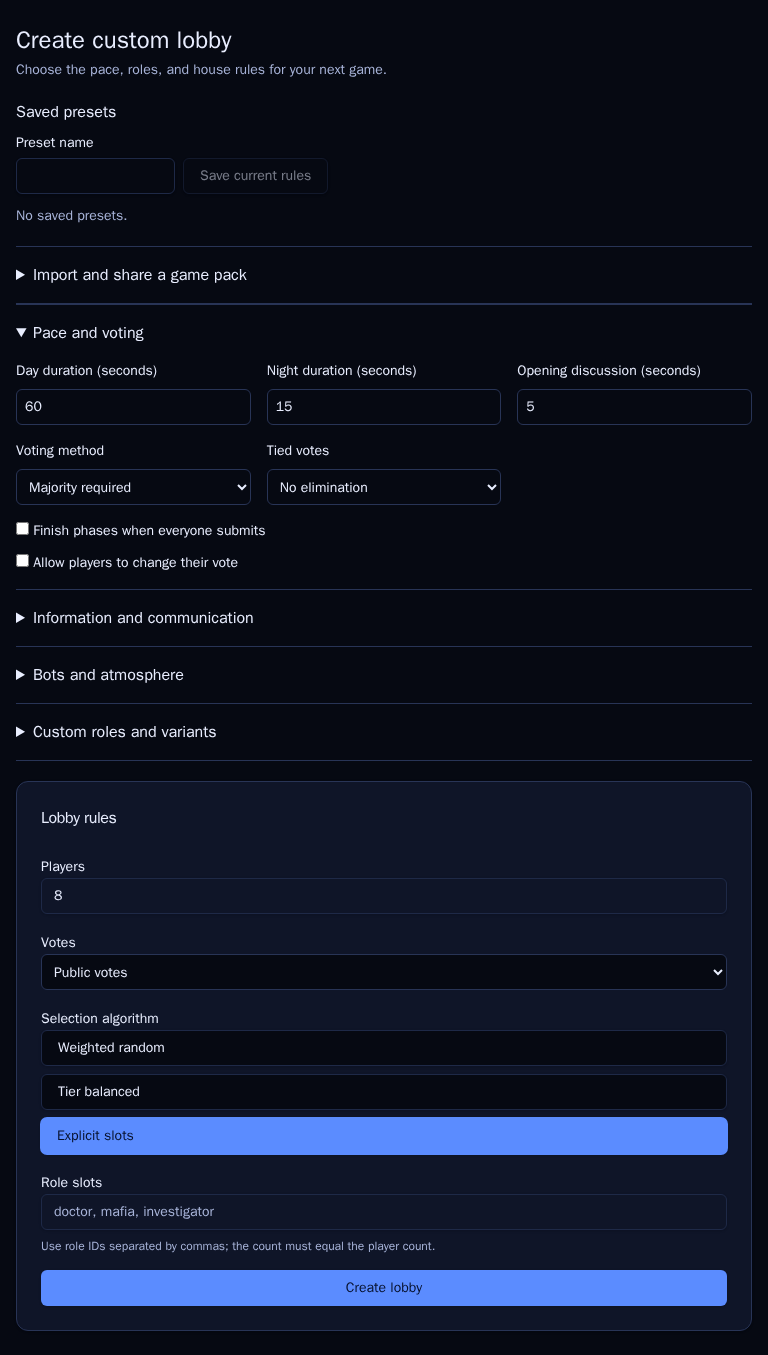 Create custom lobby
Choose the pace, roles, and house rules for your next game.
Saved presets
Preset name
Save current rules
No saved presets.
Import and share a game pack
Pace and voting
Day duration (seconds)
Night duration (seconds)
Opening discussion (seconds)
60
15
5
Voting method
Tied votes
Majority required
No elimination
Finish phases when everyone submits
Allow players to change their vote
Information and communication
Bots and atmosphere
Custom roles and variants
Lobby rules
Players
8
Votes
Public votes
Selection algorithm
Weighted random
Tier balanced
Explicit slots
Role slots
doctor, mafia, investigator
Use role IDs separated by commas; the count must equal the player count.
Create lobby